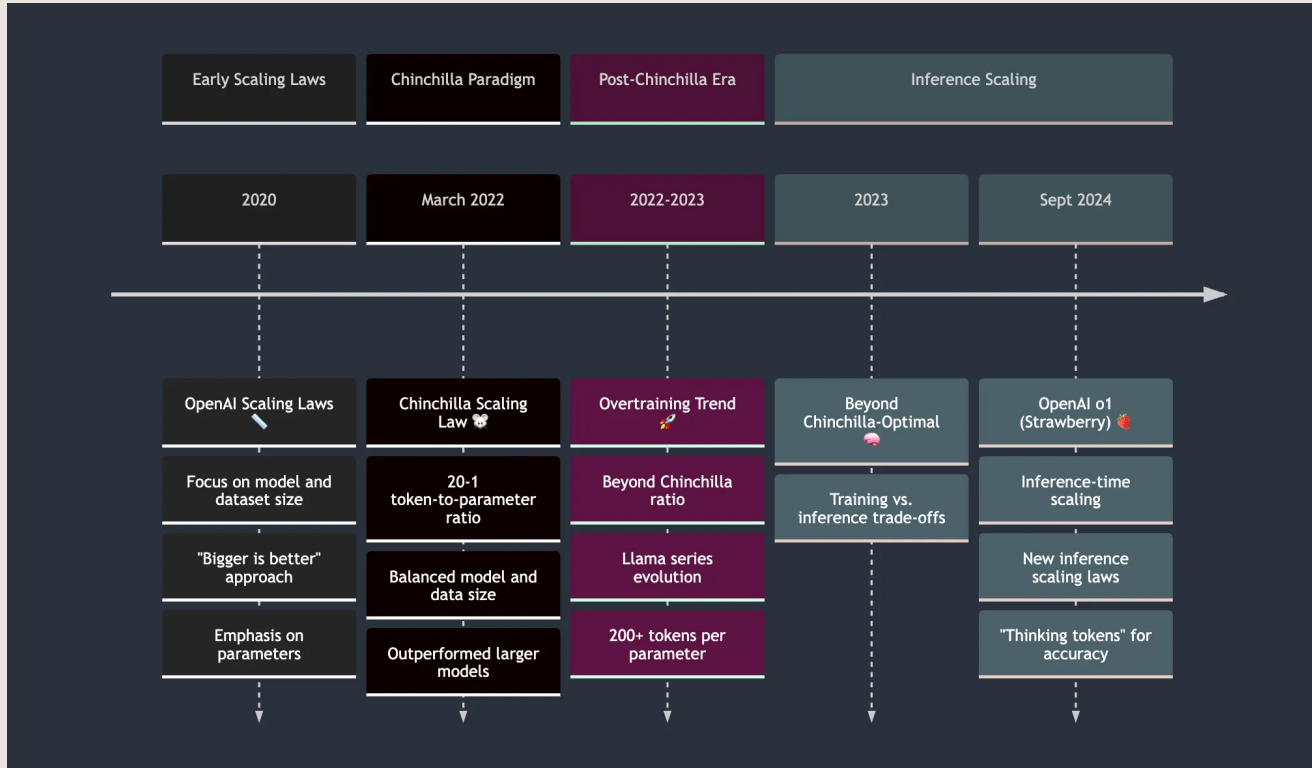 Early Scaling Laws
Chinchilla Paradigm
Post-Chinchilla Era
Inference Scaling
2020
March 2022
2022-2023
2023
Sept 2024
OpenAI Scaling Laws
📏
Focus on model and
dataset size
"Bigger is better"
approach
Emphasis on
parameters
Chinchilla Scaling
Law 🐭
20-1
token-to-parameter
ratio
Balanced model and
data size
Outperformed larger
models
Overtraining Trend
🚀
Beyond Chinchilla
ratio
Llama series
evolution
200+ tokens per
parameter
Beyond
Chinchilla-Optimal
🧠
Training vs.
inference trade-offs
OpenAI o1
(Strawberry) 🍓
Inference-time
scaling
New inference
scaling laws
"Thinking tokens" for
accuracy